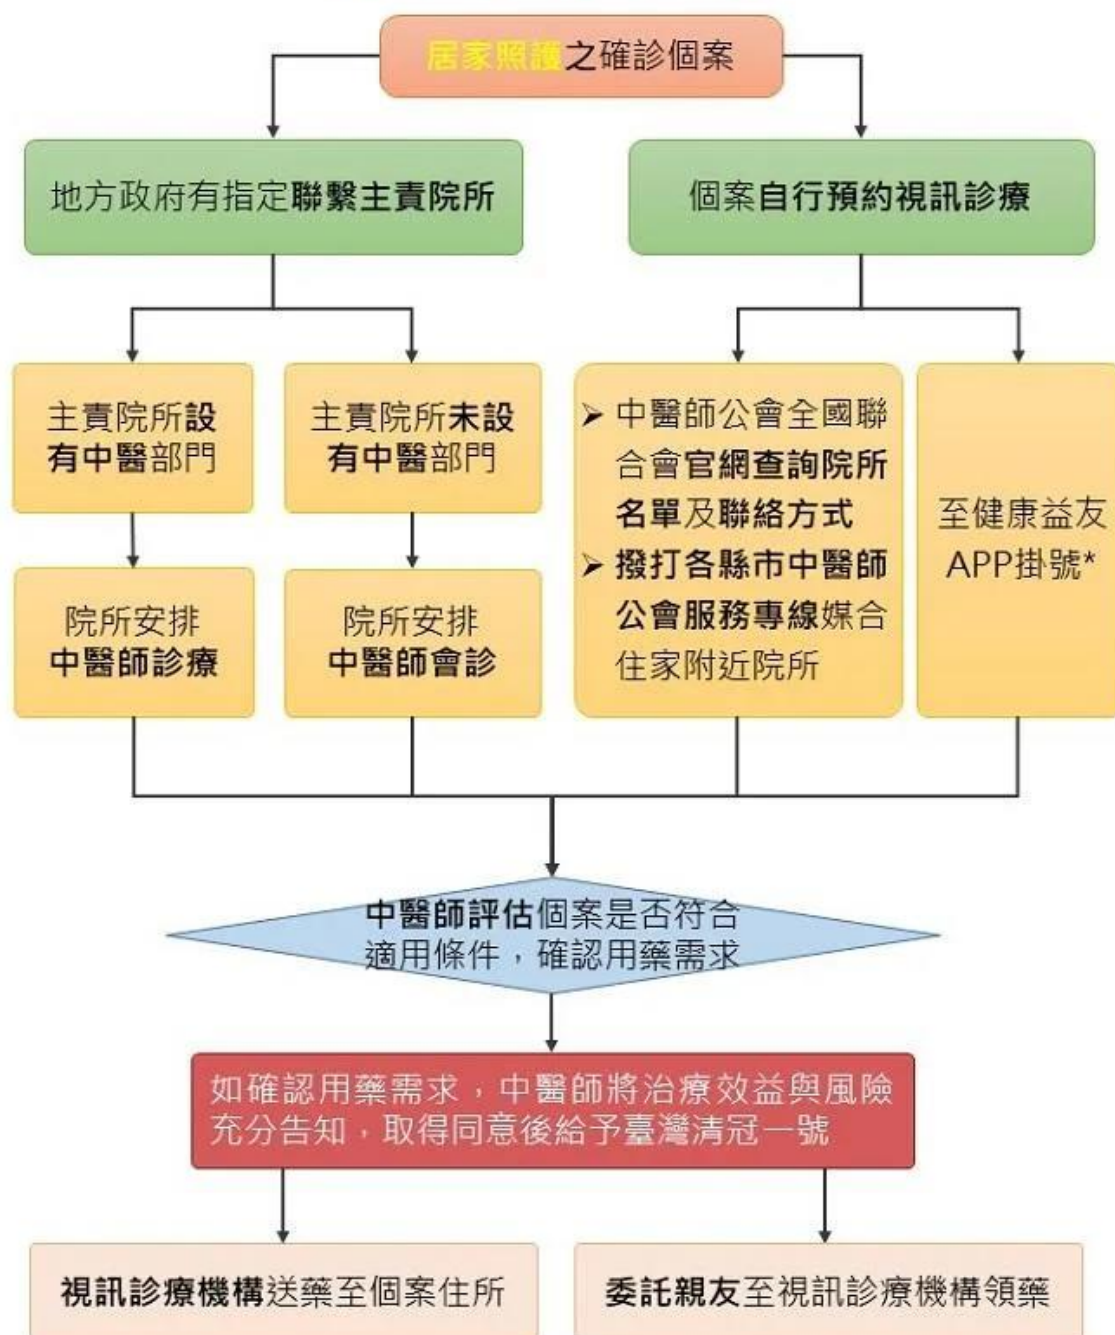 居家照護之確診個案
地方政府有指定聯繫主責院所
個案自行預約視訊診療
主責院所設
有中醫部門
主責院所未設
有中醫部門
➢ 中醫師公會全國聯
合會官網查詢院所
名單及聯絡方式
➢ 撥打各縣市中醫師
公會服務專線媒合
住家附近院所
至健康益友
APP掛號*
院所安排
中醫師診療
院所安排
中醫師會診
中醫師評估個案是否符合
適用條件，確認用藥需求
如確認用藥需求，中醫師將治療效益與風險
充分告知，取得同意後給予臺灣清冠一號
視訊診療機構送藥至個案住所
委託親友至視訊診療機構領藥